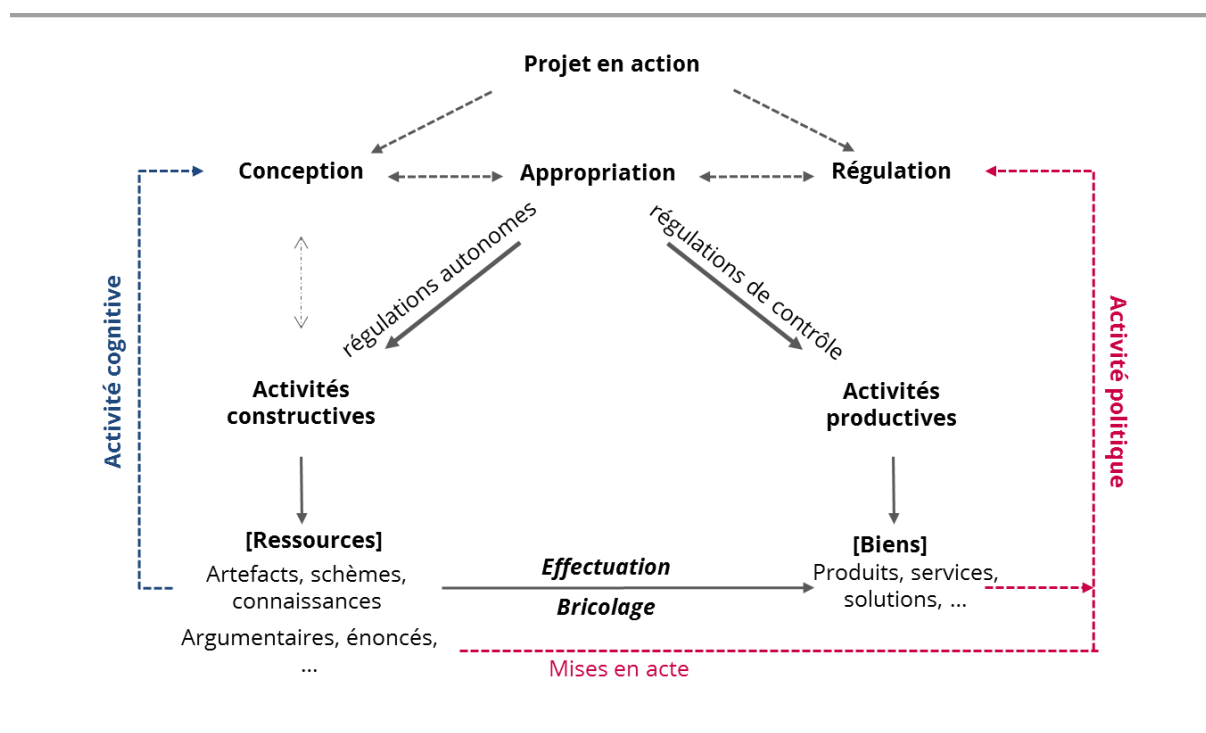 Projet en action
Conception
Appropriation
Régulation
régulations autonomes
régulations de contrôle
Activité cognitive
Activité politique
Activités
constructives
Activités
productives
[Ressources]
Artefacts, schèmes,
connaissances
Argumentaires, énoncés,
...
Effectuation
Bricolage
[Biens]
Produits, services,
solutions, ...
Mises en acte